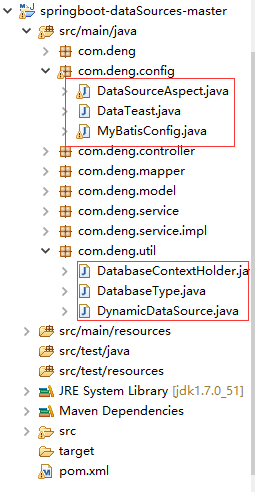 springboot-dataSources-master
src/main/java
com.deng
com.deng.config
DataSourceAspect.java
DataTeast.java
MyBatisConfig.java
com.deng.controller
com.deng.mapper
com.deng.model
com.deng.service
com.deng.service.impl
com.deng.util
DatabaseContextHolder.ja
DatabaseType.java
DynamicDataSource.java
src/main/resources
src/test/java
src/test/resources
JRE System Library [jdk1.7.0_51]
Maven Dependencies
src
target
pom.xml